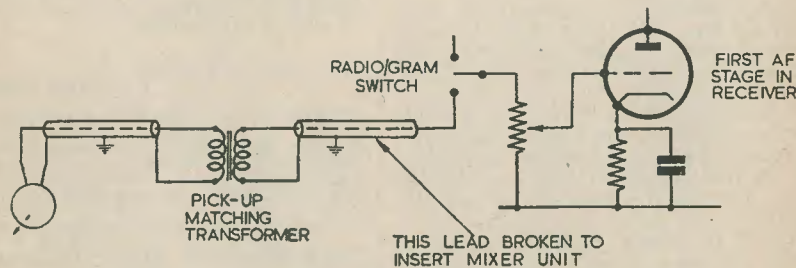 RADIO/GRAM
SWITCH
FIRST AF
STAGE IN
RECEIVER
PICK-UP
MATCHING
TRANSFORMER
THIS LEAD BROKEN TO
INSERT MIXER UNIT